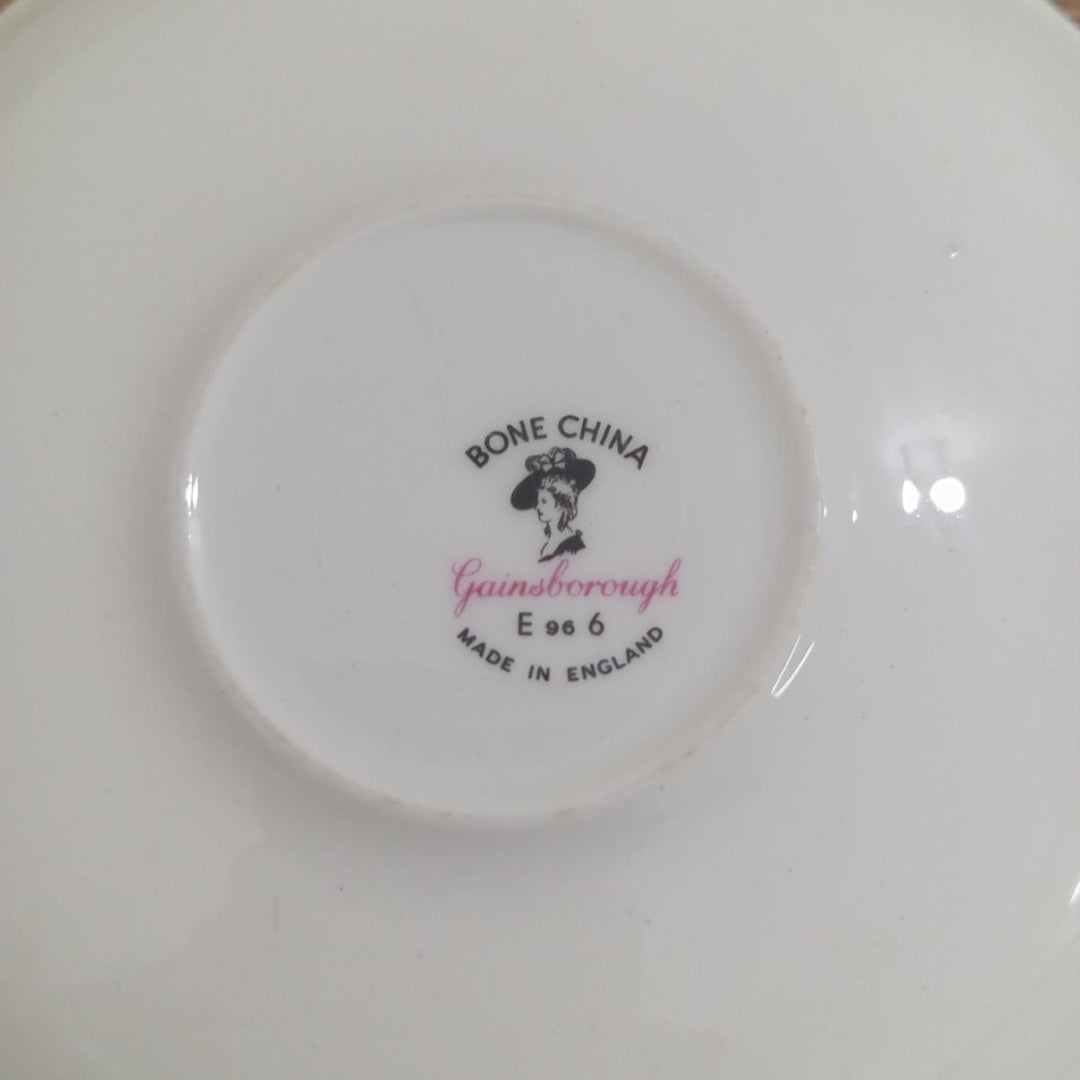 BONE CHINA
Gainsborough
E 96 6
MADE IN ENGLAND